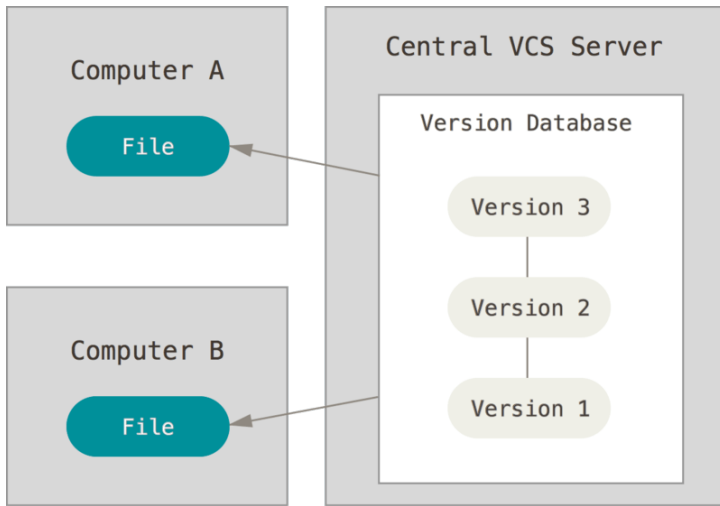 Computer A
File
Computer B
File
Central VCS Server
Version Database
Version 3
Version 2
Version 1